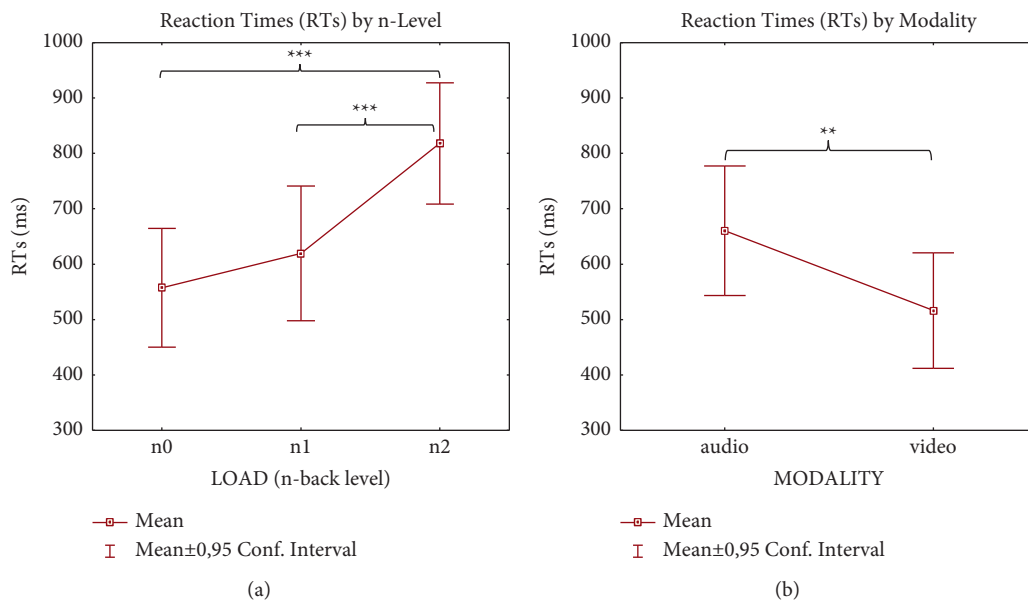 Reaction Times (RTs) by n-Level
1000
900
800
700
600
500
400
300
RTs (ms)
***
***
n0 n1 n2
LOAD (n-back level)
Mean
Mean±0,95 Conf. Interval
(a)
Reaction Times (RTs) by Modality
1000
900
800
700
600
500
400
300
RTs (ms)
**
audio video
MODALITY
Mean
Mean±0,95 Conf. Interval
(b)